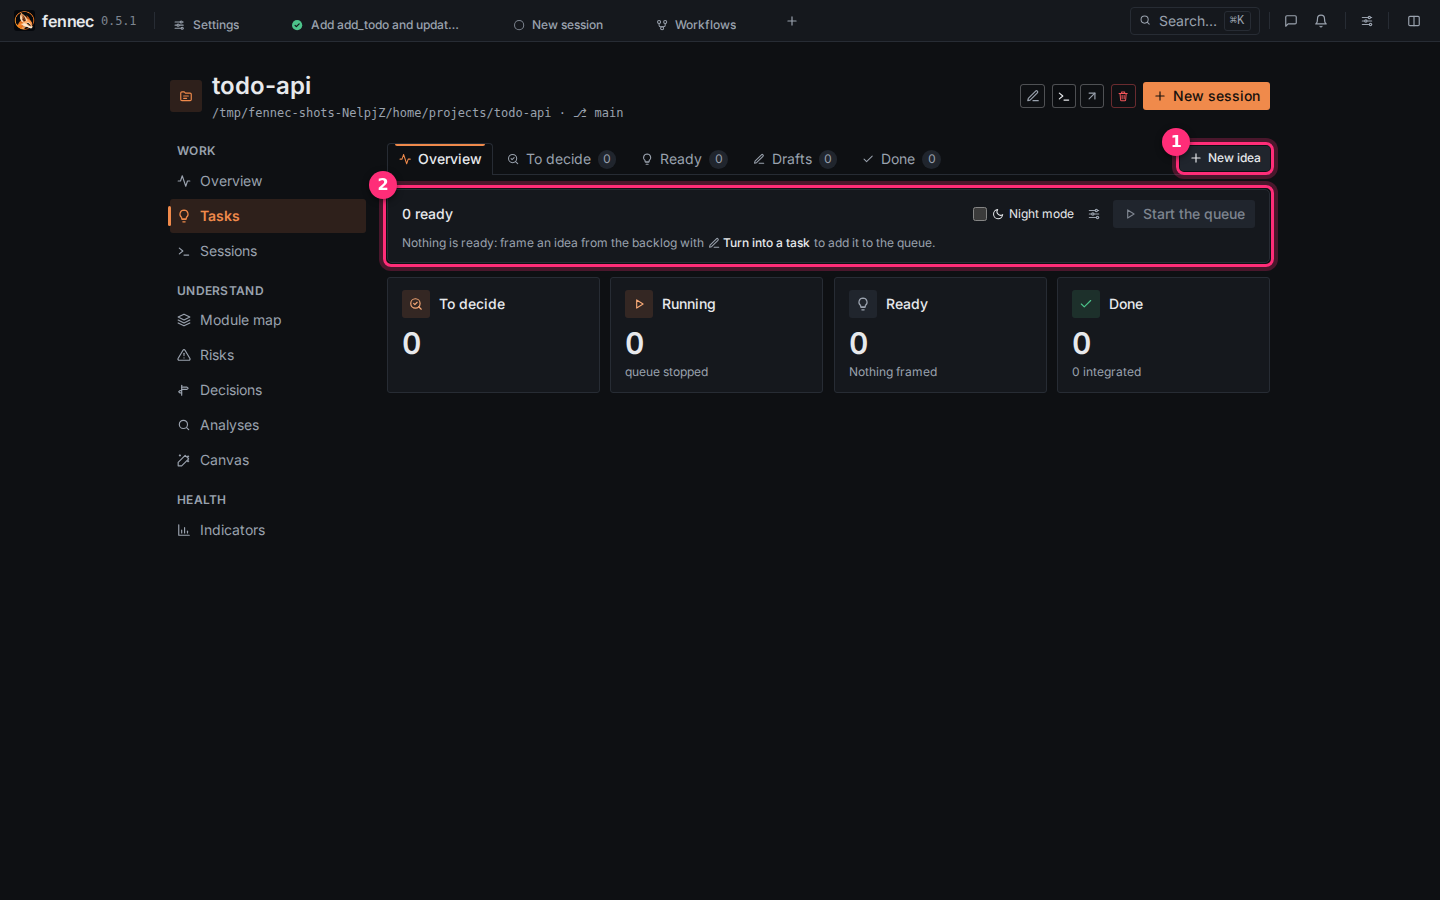 fennec 0.5.1
Settings
Add add_todo and updat...
New session
Workflows
Search... ⌘K
todo-api
/tmp/fennec-shots-NelpjZ/home/projects/todo-api · ⎇ main
New session
WORK
Overview
Tasks
Sessions
UNDERSTAND
Module map
Risks
Decisions
Analyses
Canvas
HEALTH
Indicators
Overview
To decide 0
Ready 0
Drafts 0
Done 0
1
New idea
2
0 ready
Night mode
Start the queue
Nothing is ready: frame an idea from the backlog with Turn into a task to add it to the queue.
To decide
0
Running
0
queue stopped
Ready
0
Nothing framed
Done
0
0 integrated